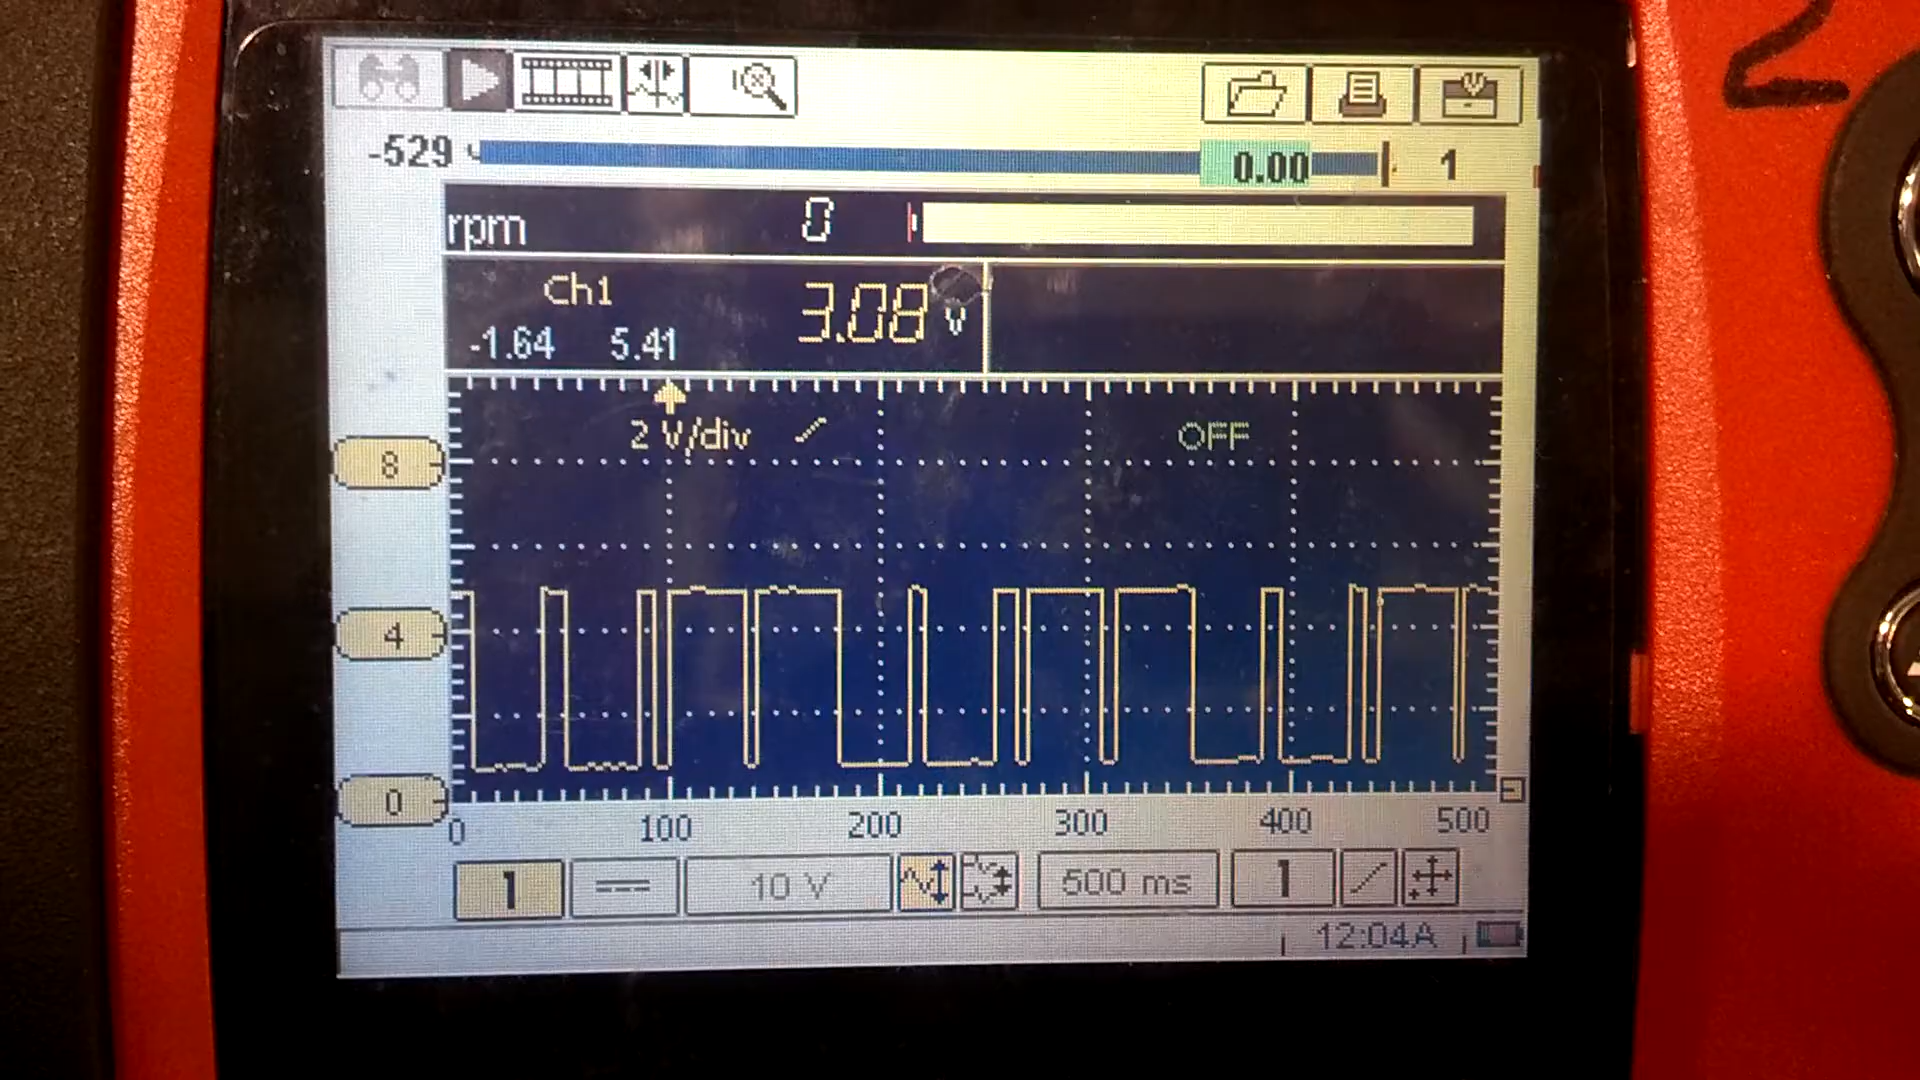 2
-529 0.00 1
rpm 0
Ch1 3.08 V
-1.64 5.41
2 V/div OFF
8
4
0
0 100 200 300 400 500
1 10 V 500 ms 1
12:04A